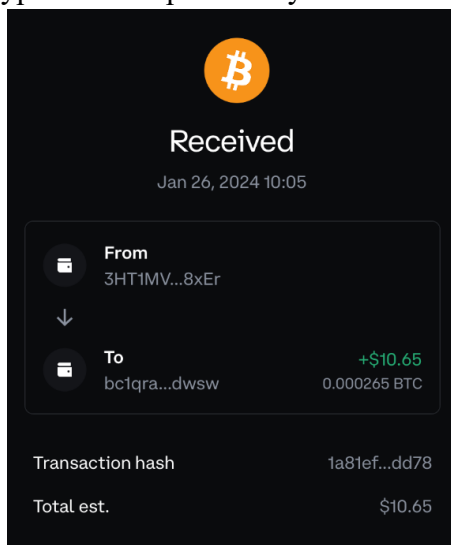 Received
Jan 26, 2024 10:05
From
3HT1MV...8xEr
To +$10.65
bc1qra...dwsw 0.000265 BTC
Transaction hash 1a81ef...dd78
Total est. $10.65